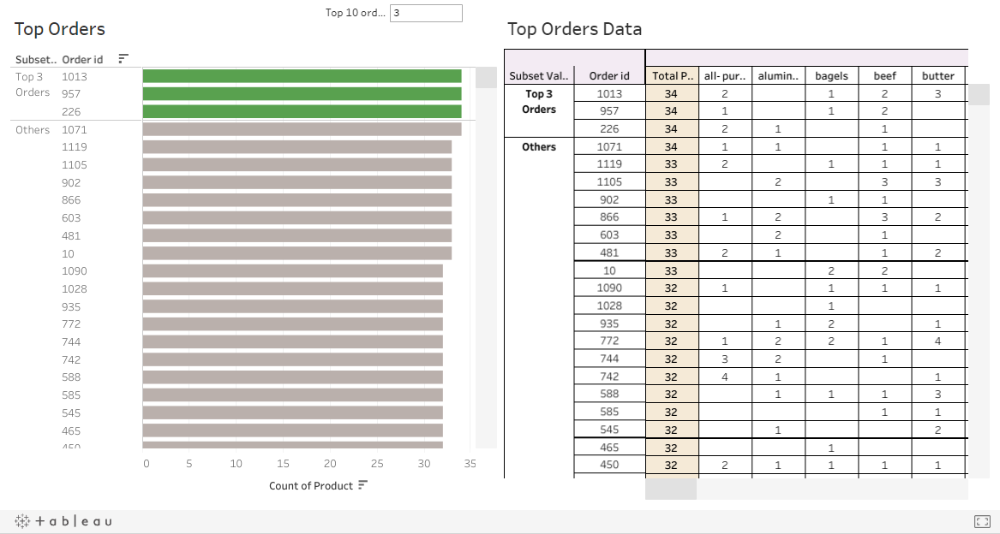 Top 10 ord... 3
Top Orders
Subset.. Order id
Top 3 Orders 1013
957
226
Others 1071
1119
1105
902
866
603
481
10
1090
1028
935
772
744
742
588
585
545
465
450
0 5 10 15 20 25 30 35
Count of Product
Top Orders Data
Subset Val.. Order id Total P.. all- pur.. alumin.. bagels beef butter
Top 3 Orders 1013 34 2 1 2 3
957 34 1 1 2
226 34 2 1 1
Others 1071 34 1 1 1 1
1119 33 2 1 1 1
1105 33 2 3 3
902 33 1 1
866 33 1 2 3 2
603 33 2 1
481 33 2 1 1 2
10 33 2 2
1090 32 1 1 1 1
1028 32 1
935 32 1 2 1
772 32 1 2 2 1 4
744 32 3 2 1
742 32 4 1 1
588 32 1 1 1 3
585 32 1 1
545 32 1 2
465 32 1
450 32 2 1 1 1 1
+ a b l e a u